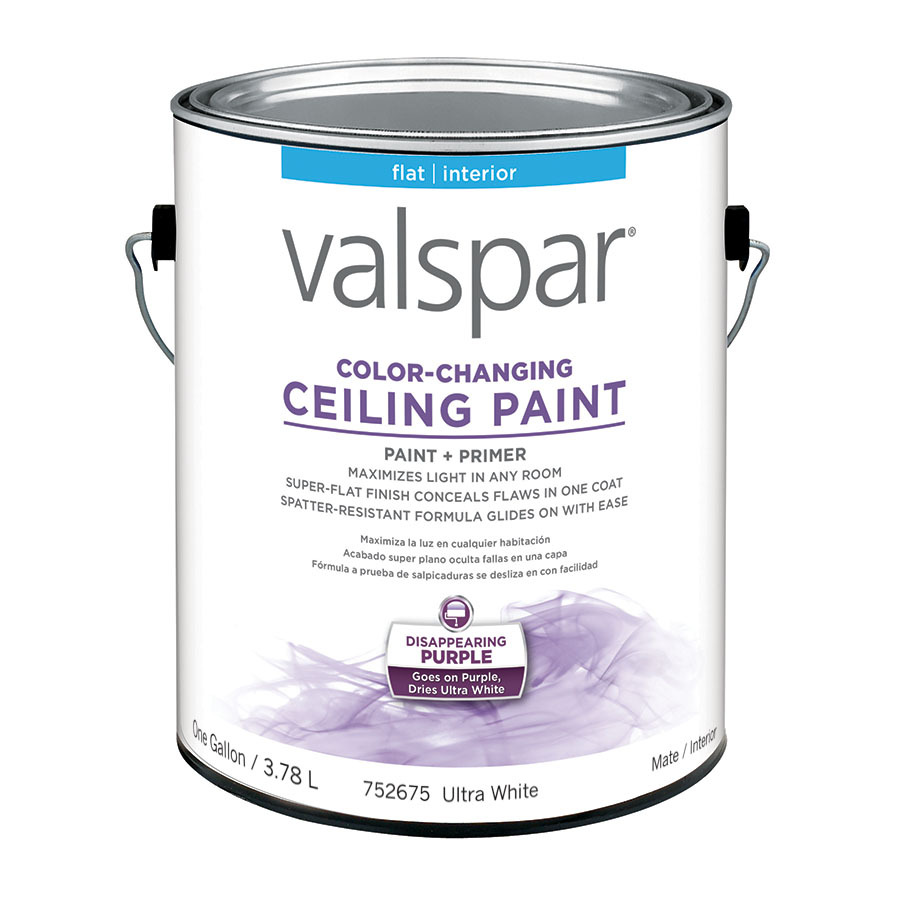 flat | interior
valspar®
COLOR-CHANGING
CEILING PAINT
PAINT + PRIMER
MAXIMIZES LIGHT IN ANY ROOM
SUPER-FLAT FINISH CONCEALS FLAWS IN ONE COAT
SPATTER-RESISTANT FORMULA GLIDES ON WITH EASE
Maximiza la luz en cualquier habitación
Acabado super plano oculta fallas en una capa
Fórmula a prueba de salpicaduras se desliza en con facilidad
DISAPPEARING
PURPLE
Goes on Purple,
Dries Ultra White
One Gallon / 3.78 L
752675 Ultra White
Mate / Interior